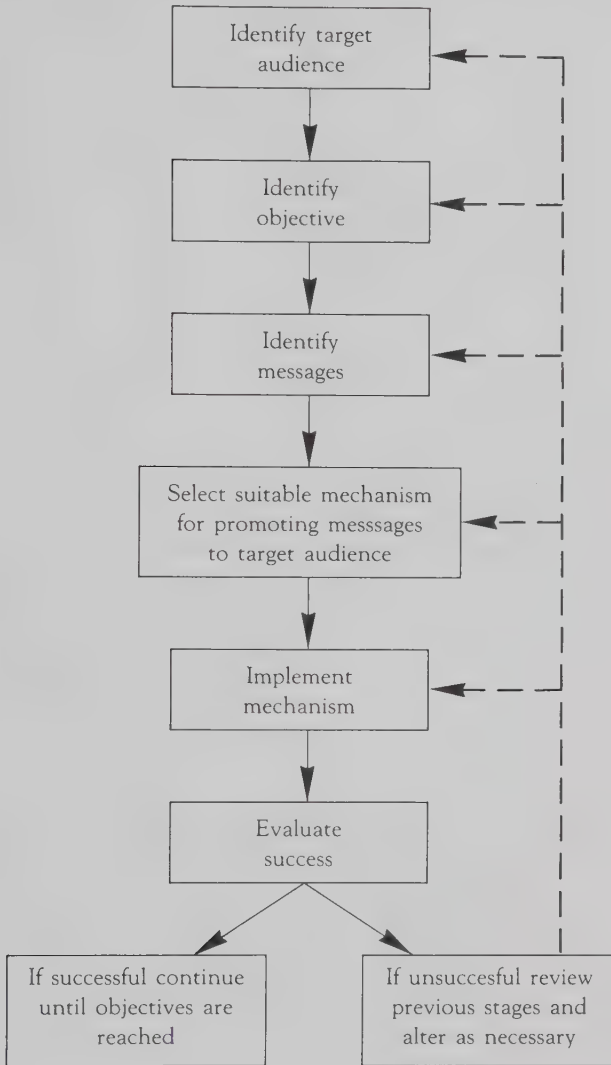 Identify target
audience
Identify
objective
Identify
messages
Select suitable mechanism
for promoting messsages
to target audience
Implement
mechanism
Evaluate
success
If successful continue
until objectives are
reached
If unsuccesful review
previous stages and
alter as necessary